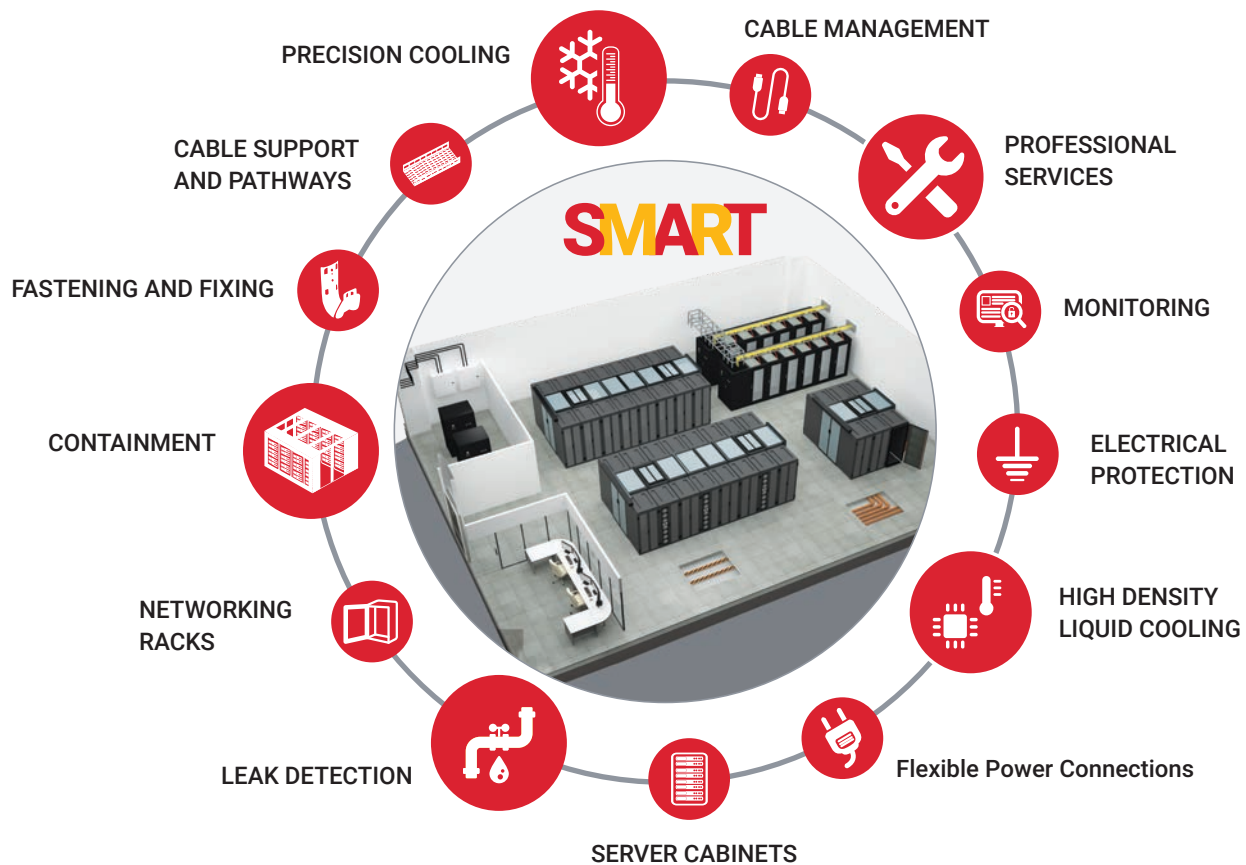 PRECISION COOLING
CABLE MANAGEMENT
CABLE SUPPORT
AND PATHWAYS
PROFESSIONAL
SERVICES
SMART
FASTENING AND FIXING
MONITORING
CONTAINMENT
ELECTRICAL
PROTECTION
NETWORKING
RACKS
HIGH DENSITY
LIQUID COOLING
LEAK DETECTION
Flexible Power Connections
SERVER CABINETS